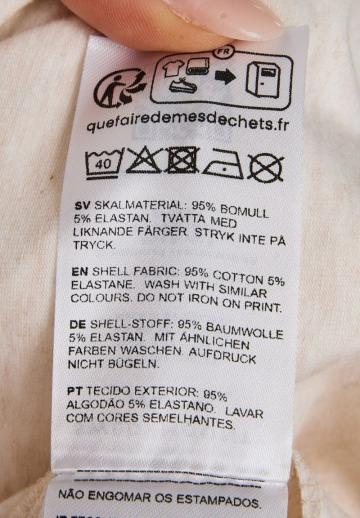 FR
quefairedemesdechets.fr
40
SV SKALMATERIAL: 95% BOMULL
5% ELASTAN. TVÄTTA MED
LIKNANDE FÄRGER. STRYK INTE PÅ
TRYCK.
EN SHELL FABRIC: 95% COTTON 5%
ELASTANE. WASH WITH SIMILAR
COLOURS. DO NOT IRON ON PRINT.
DE SHELL-STOFF: 95% BAUMWOLLE
5% ELASTAN. MIT ÄHNLICHEN
FARBEN WASCHEN. AUFDRUCK
NICHT BÜGELN.
PT TECIDO EXTERIOR: 95%
ALGODÃO 5% ELASTANO. LAVAR
COM CORES SEMELHANTES.
NÃO ENGOMAR OS ESTAMPADOS.